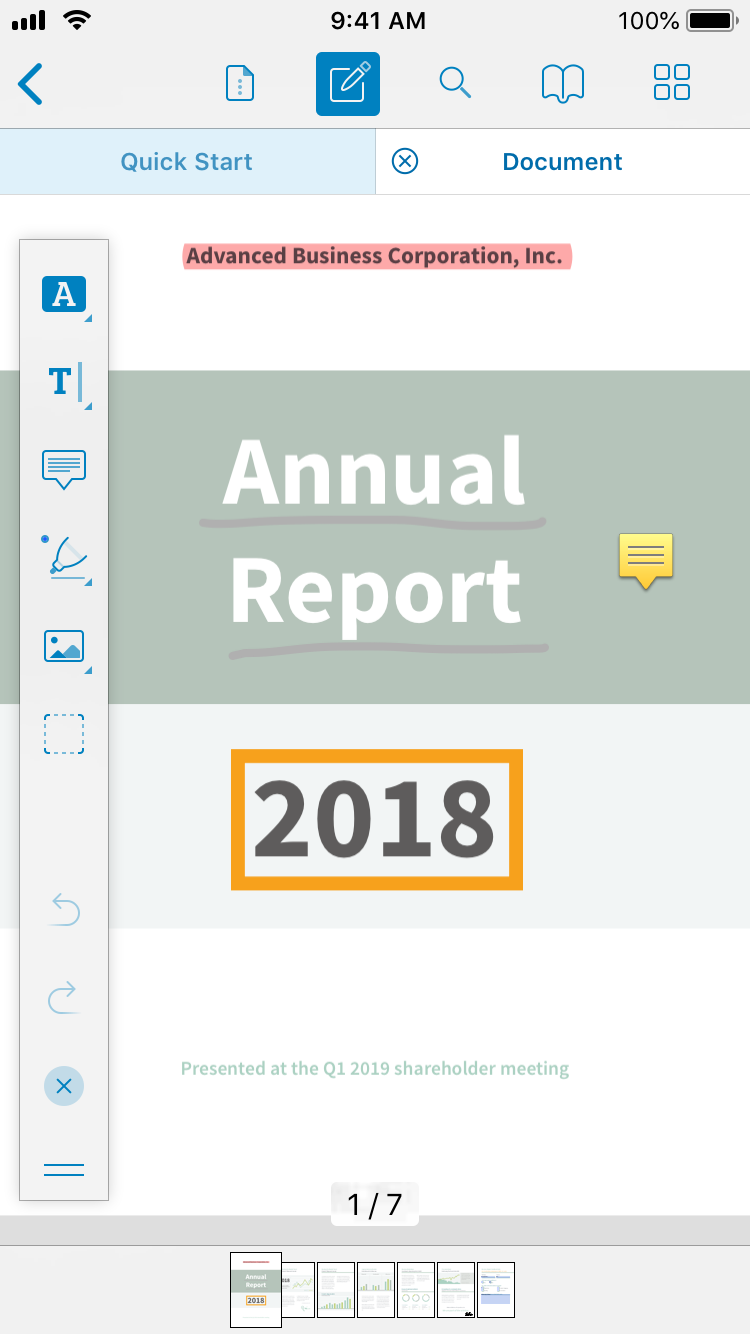 9:41 AM
100%
Quick Start
Document
Advanced Business Corporation, Inc.
A
T
Annual
Report
2018
Presented at the Q1 2019 shareholder meeting
1 / 7
Annual
Report
2018